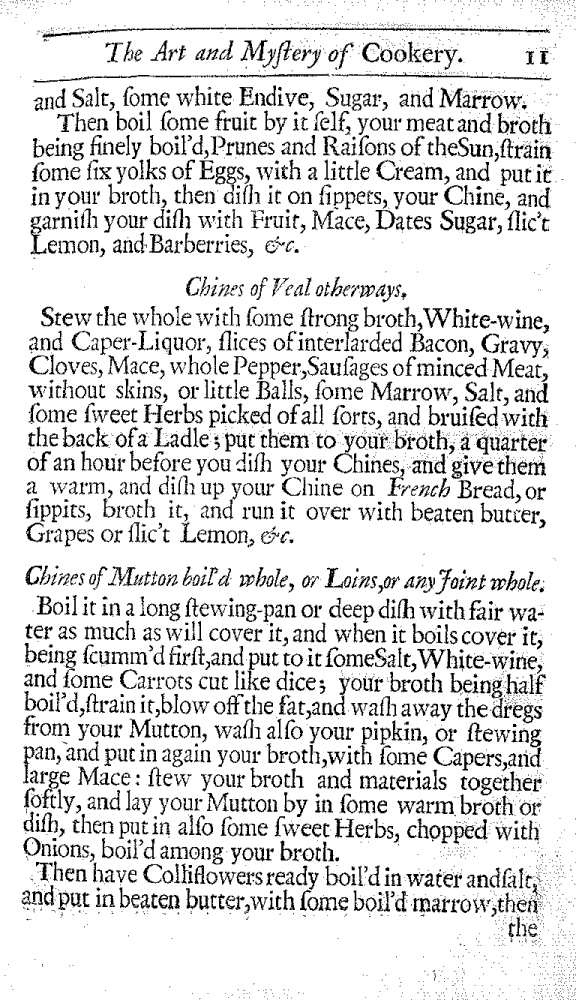 The Art and Myſtery of Cookery. 11
and Salt, ſome white Endive, Sugar, and Marrow.
Then boil ſome fruit by it ſelf, your meat and broth
being finely boil'd, Prunes and Raiſons of the Sun, ſtrain
ſome ſix yolks of Eggs, with a little Cream, and put it
in your broth, then diſh it on ſippets, your Chine, and
garniſh your diſh with Fruit, Mace, Dates Sugar, ſlic't
Lemon, and Barberries, &c.
Chines of Veal otherways.
Stew the whole with ſome ſtrong broth, White-wine,
and Caper-Liquor, ſlices of interlarded Bacon, Gravy,
Cloves, Mace, whole Pepper, Sauſages of minced Meat,
without skins, or little Balls, ſome Marrow, Salt, and
ſome ſweet Herbs picked of all ſorts, and bruiſed with
the back of a Ladle; put them to your broth, a quarter
of an hour before you diſh your Chines, and give them
a warm, and diſh up your Chine on French Bread, or
ſippits, broth it, and run it over with beaten butter,
Grapes or ſlic't Lemon, &c.
Chines of Mutton boil'd whole, or Loins, or any Joint whole.
Boil it in a long ſtewing-pan or deep diſh with fair wa-
ter as much as will cover it, and when it boils cover it,
being ſcumm'd firſt, and put to it ſome Salt, White-wine,
and ſome Carrots cut like dice; your broth being half
boil'd, ſtrain it, blow off the fat, and waſh away the dregs
from your Mutton, waſh alſo your pipkin, or ſtewing
pan, and put in again your broth, with ſome Capers, and
large Mace: ſtew your broth and materials together
ſoftly, and lay your Mutton by in ſome warm broth or
diſh, then put in alſo ſome ſweet Herbs, chopped with
Onions, boil'd among your broth.
Then have Colliflowers ready boil'd in water and ſalt,
and put in beaten butter, with ſome boil'd marrow, then
the